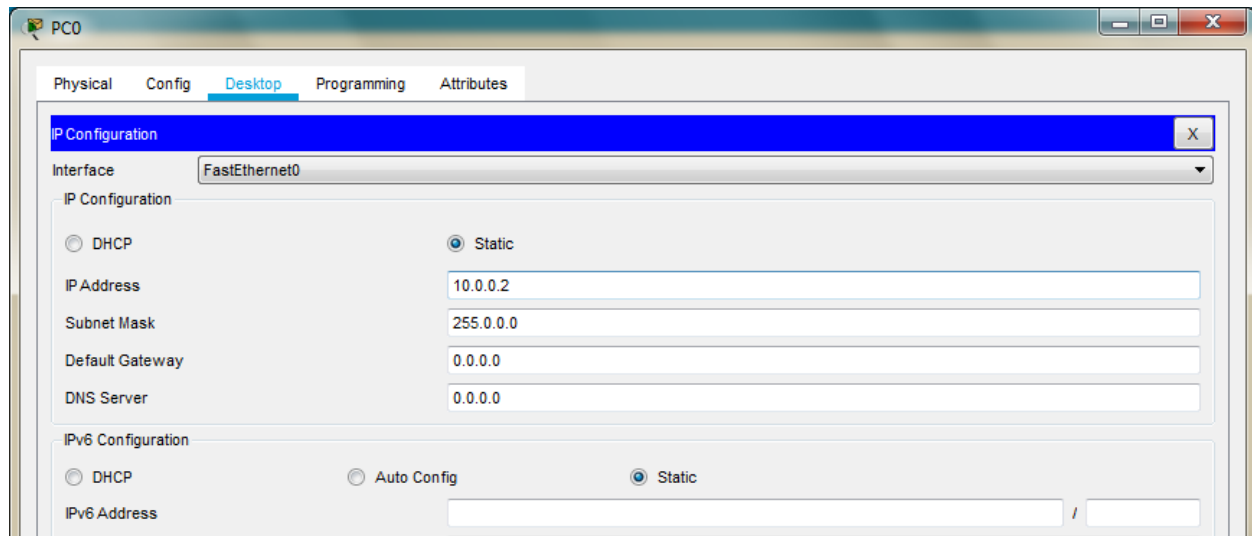 PC0
X
Physical Config Desktop Programming Attributes
IP Configuration
X
Interface FastEthernet0
IP Configuration
DHCP Static
IP Address 10.0.0.2
Subnet Mask 255.0.0.0
Default Gateway 0.0.0.0
DNS Server 0.0.0.0
IPv6 Configuration
DHCP Auto Config Static
IPv6 Address /